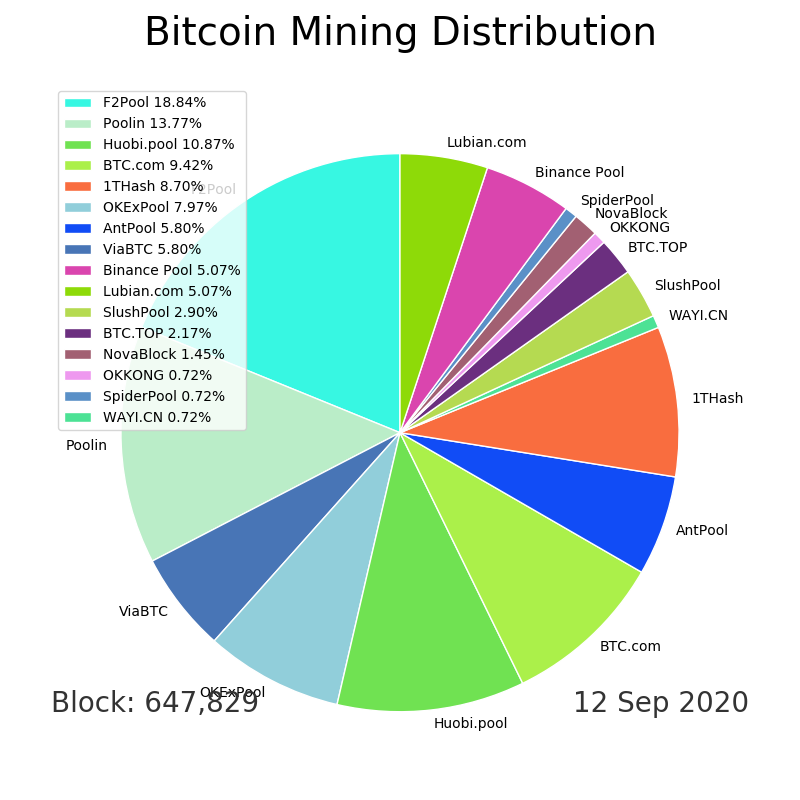 Bitcoin Mining Distribution
F2Pool 18.84%
Poolin 13.77%
Huobi.pool 10.87%
BTC.com 9.42%
1THash 8.70%
OKExPool 7.97%
AntPool 5.80%
ViaBTC 5.80%
Binance Pool 5.07%
Lubian.com 5.07%
SlushPool 2.90%
BTC.TOP 2.17%
NovaBlock 1.45%
OKKONG 0.72%
SpiderPool 0.72%
WAYI.CN 0.72%
Lubian.com
Binance Pool
SpiderPool
NovaBlock
OKKONG
BTC.TOP
SlushPool
WAYI.CN
1THash
AntPool
BTC.com
Huobi.pool
OKExPool
ViaBTC
Poolin
F2Pool
Block: 647,829
12 Sep 2020